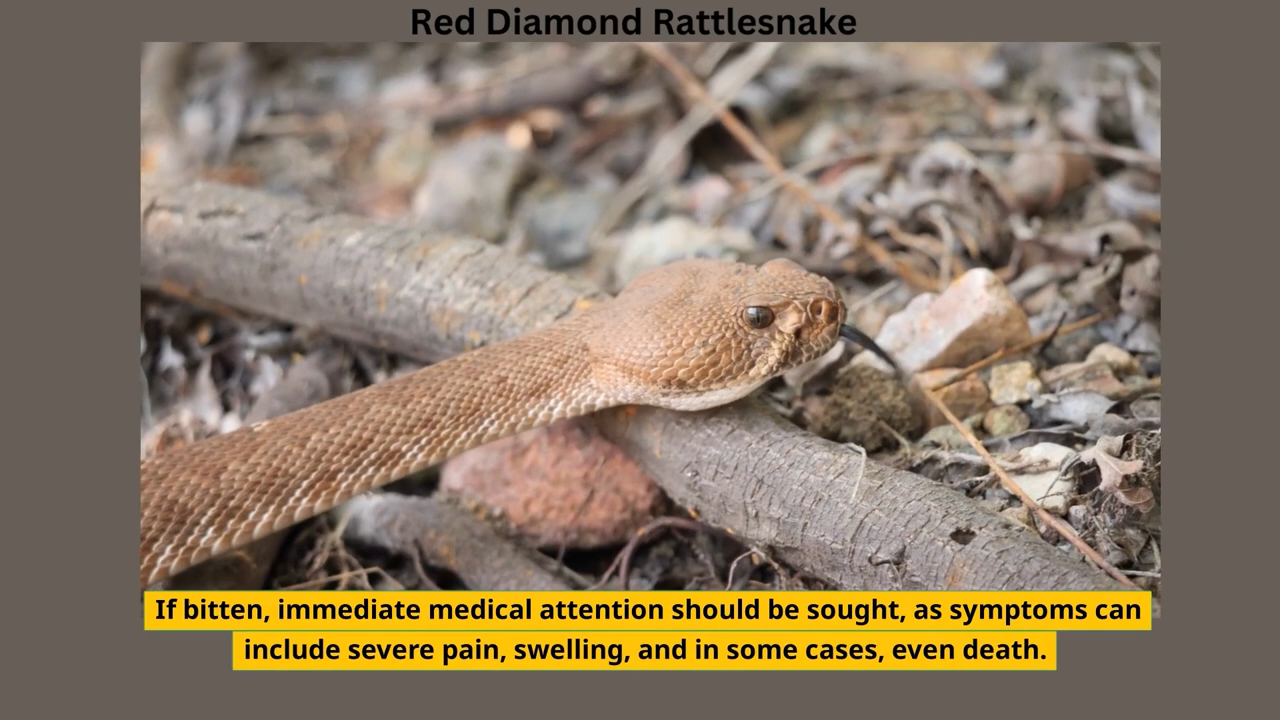 Red Diamond Rattlesnake
If bitten, immediate medical attention should be sought, as symptoms can
include severe pain, swelling, and in some cases, even death.